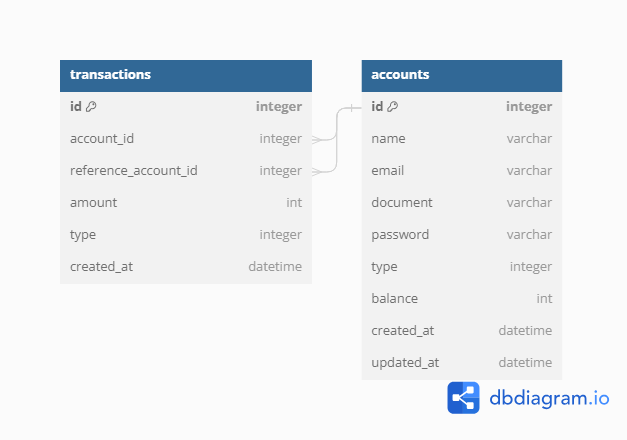 transactions
id integer
account_id integer
reference_account_id integer
amount int
type integer
created_at datetime
accounts
id integer
name varchar
email varchar
document varchar
password varchar
type integer
balance int
created_at datetime
updated_at datetime
dbdiagram.io